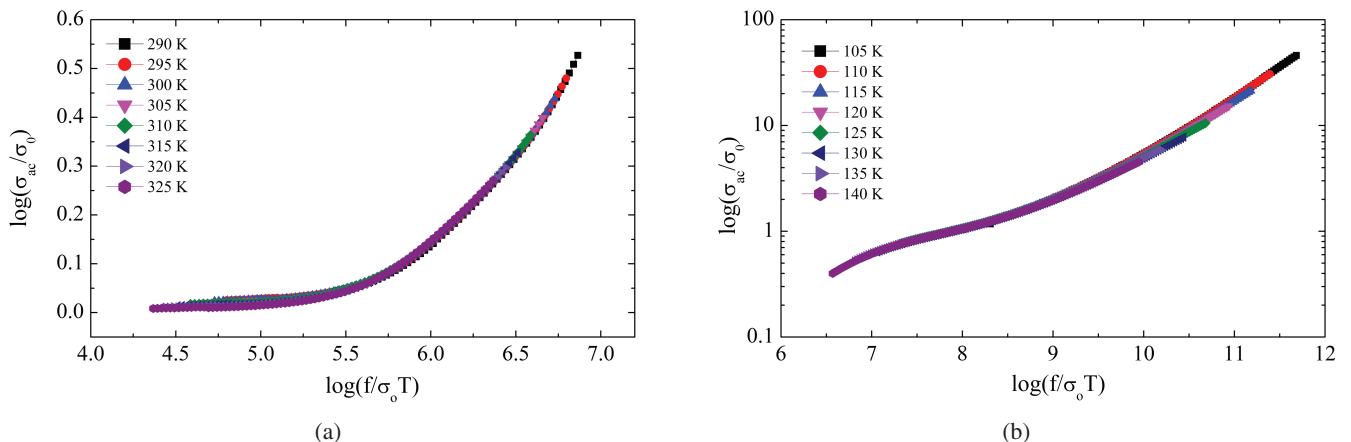 0.6
0.5
0.4
0.3
0.2
0.1
0.0
log(σac/σ0)
290 K
295 K
300 K
305 K
310 K
315 K
320 K
325 K
4.0 4.5 5.0 5.5 6.0 6.5 7.0
log(f/σoT)
(a)
100
10
1
0.1
log(σac/σ0)
105 K
110 K
115 K
120 K
125 K
130 K
135 K
140 K
6 7 8 9 10 11 12
log(f/σoT)
(b)